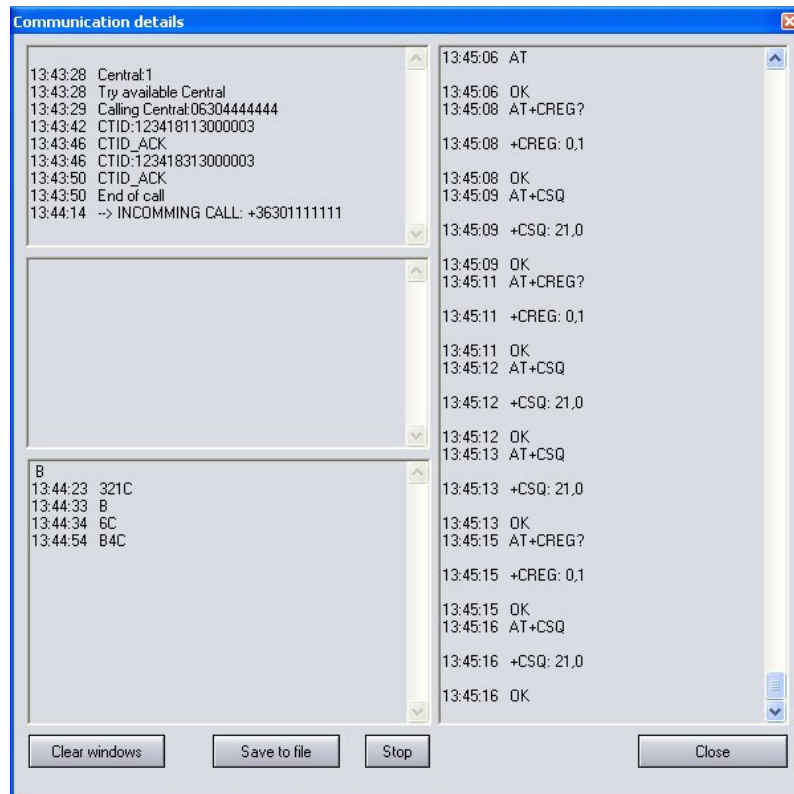 Communication details
13:43:28 Central:1
13:43:28 Try available Central
13:43:29 Calling Central:06304444444
13:43:42 CTID:123418113000003
13:43:46 CTID_ACK
13:43:46 CTID:123418313000003
13:43:50 CTID_ACK
13:43:50 End of call
13:44:14 --> INCOMMING CALL: +36301111111
B
13:44:23 321C
13:44:33 B
13:44:34 6C
13:44:54 B4C
13:45:06 AT
13:45:06 OK
13:45:08 AT+CREG?
13:45:08 +CREG: 0,1
13:45:08 OK
13:45:09 AT+CSQ
13:45:09 +CSQ: 21,0
13:45:09 OK
13:45:11 AT+CREG?
13:45:11 +CREG: 0,1
13:45:11 OK
13:45:12 AT+CSQ
13:45:12 +CSQ: 21,0
13:45:12 OK
13:45:13 AT+CSQ
13:45:13 +CSQ: 21,0
13:45:13 OK
13:45:15 AT+CREG?
13:45:15 +CREG: 0,1
13:45:15 OK
13:45:16 AT+CSQ
13:45:16 +CSQ: 21,0
13:45:16 OK
Clear windows
Save to file
Stop
Close